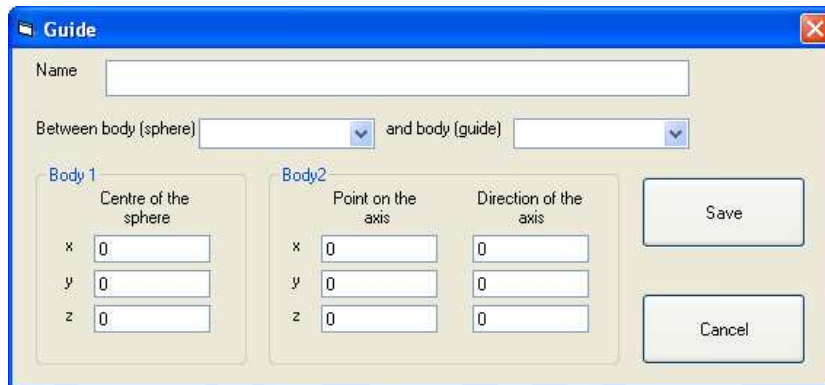 Guide
Name
Between body (sphere) and body (guide)
Body 1
Centre of the
sphere
x 0
y 0
z 0
Body2
Point on the Direction of the
axis axis
x 0 0
y 0 0
z 0 0
Save
Cancel